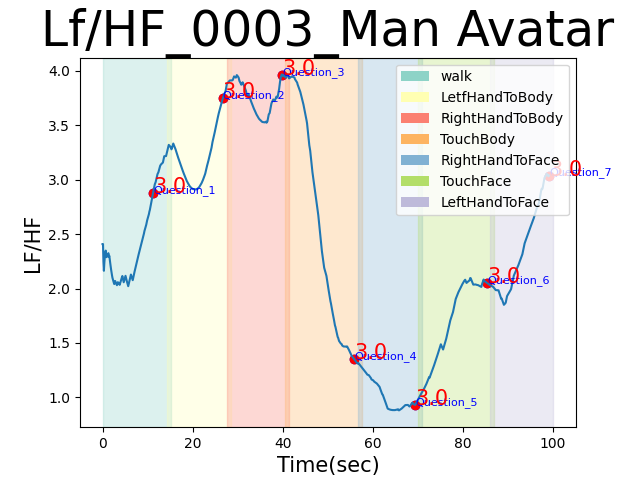 Lf/HF_0003_Man Avatar
4.0
3.5
3.0
2.5
2.0
1.5
1.0
LF/HF
0
20
40
60
80
100
Time(sec)
3.0
Question_1
3.0
Question_2
3.0
Question_3
3.0
Question_4
3.0
Question_5
3.0
Question_6
3.0
Question_7
walk
LetfHandToBody
RightHandToBody
TouchBody
RightHandToFace
TouchFace
LeftHandToFace